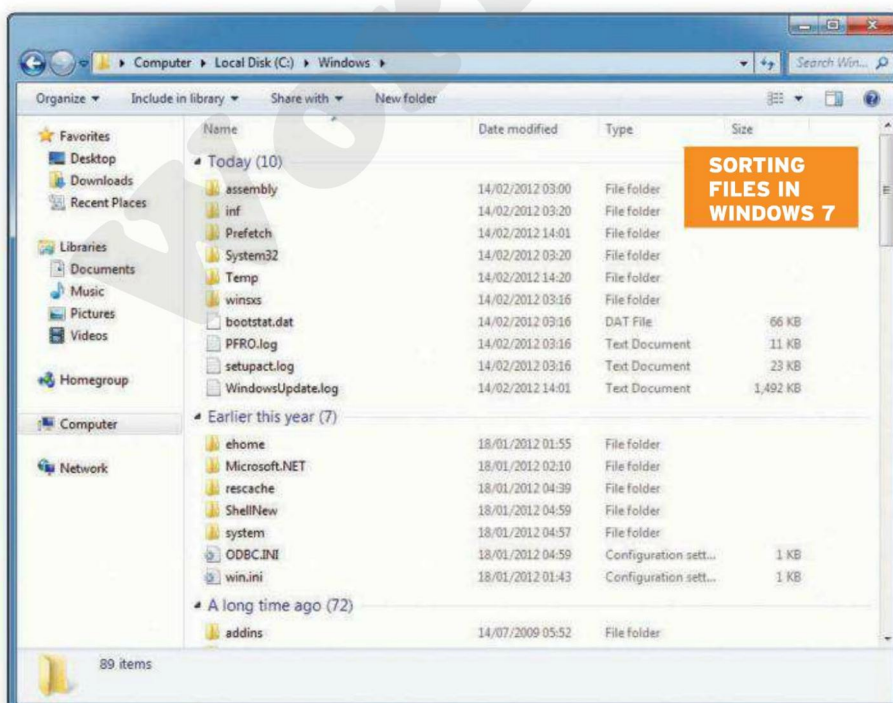 Computer ▸ Local Disk (C:) ▸ Windows ▸ Search Win...
Organize Include in library Share with New folder
Favorites
Desktop
Downloads
Recent Places
Libraries
Documents
Music
Pictures
Videos
Homegroup
Computer
Network
Name Date modified Type Size
Today (10)
assembly 14/02/2012 03:00 File folder
inf 14/02/2012 03:20 File folder
Prefetch 14/02/2012 14:01 File folder
System32 14/02/2012 03:20 File folder
Temp 14/02/2012 14:20 File folder
winsxs 14/02/2012 03:16 File folder
bootstat.dat 14/02/2012 03:16 DAT File 66 KB
PFRO.log 14/02/2012 03:16 Text Document 11 KB
setupact.log 14/02/2012 03:16 Text Document 23 KB
WindowsUpdate.log 14/02/2012 14:01 Text Document 1,492 KB
Earlier this year (7)
ehome 18/01/2012 01:55 File folder
Microsoft.NET 18/01/2012 02:10 File folder
rescache 18/01/2012 04:39 File folder
ShellNew 18/01/2012 04:59 File folder
system 18/01/2012 04:57 File folder
ODBC.INI 18/01/2012 04:59 Configuration sett... 1 KB
win.ini 18/01/2012 01:43 Configuration sett... 1 KB
A long time ago (72)
addins 14/07/2009 05:52 File folder
89 items
SORTING
FILES IN
WINDOWS 7